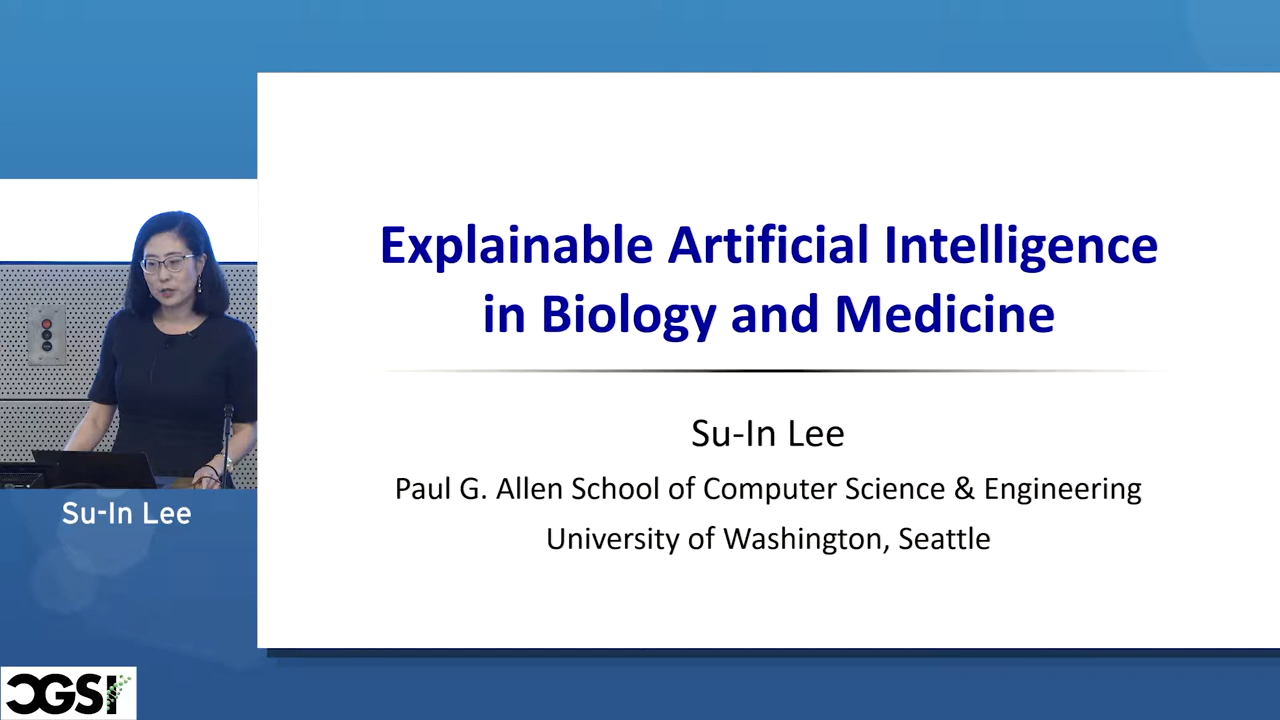 Explainable Artificial Intelligence
in Biology and Medicine
Su-In Lee
Paul G. Allen School of Computer Science & Engineering
University of Washington, Seattle
Su-In Lee
CGSI